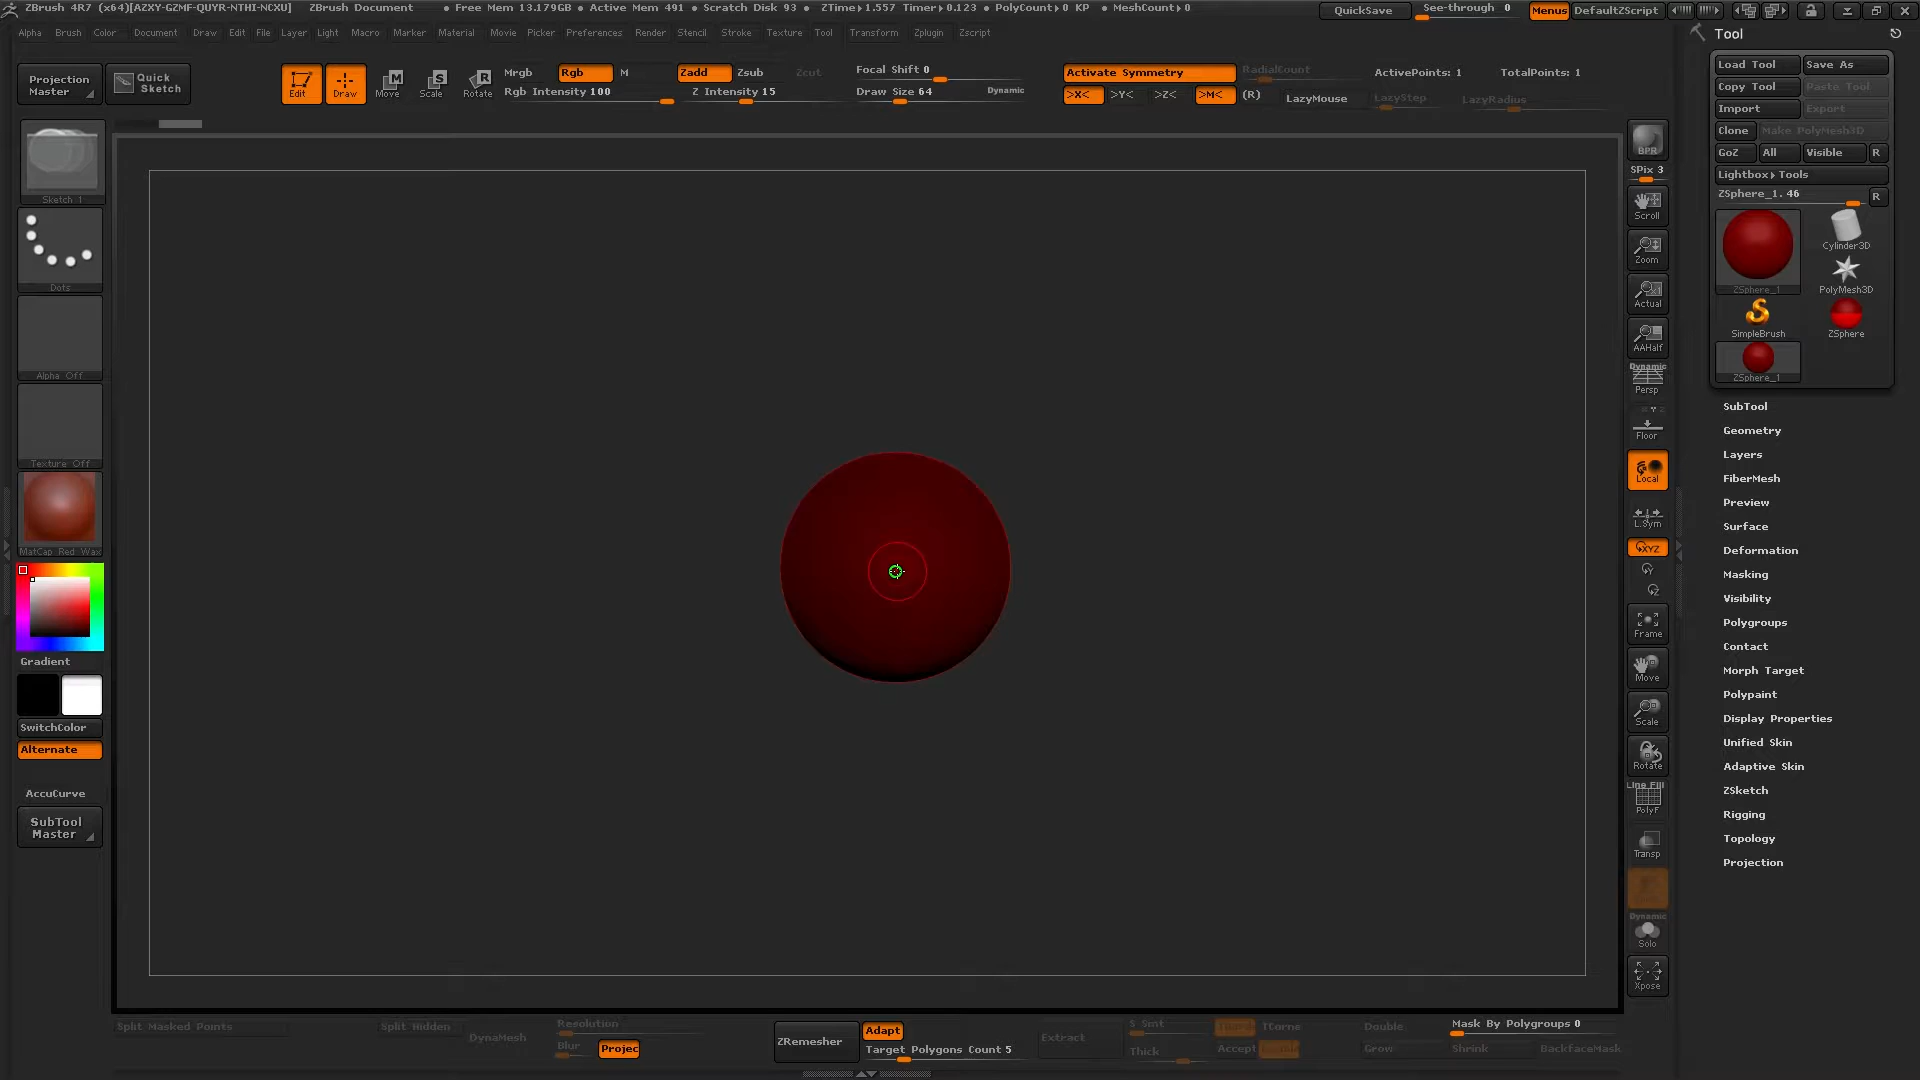 ZBrush 4R7 (x64)[AZXY-GZMF-QUYR-NTHI-NCXU] ZBrush Document • Free Mem 13.179GB • Active Mem 491 • Scratch Disk 93 • ZTime▸1.557 Timer▸0.123 • PolyCount▸0 KP • MeshCount▸0 QuickSave See-through 0 Menus DefaultZScript
Alpha Brush Color Document Draw Edit File Layer Light Macro Marker Material Movie Picker Preferences Render Stencil Stroke Texture Tool Transform Zplugin Zscript
Tool
Projection Master
Quick Sketch
Edit
Draw
Move
Scale
Rotate
Mrgb Rgb M
Rgb Intensity 100
Zadd Zsub Zcut
Z Intensity 15
Focal Shift 0
Draw Size 64 Dynamic
Activate Symmetry RadialCount
>X< >Y< >Z< >M< (R)
LazyMouse LazyStep LazyRadius
ActivePoints: 1 TotalPoints: 1
Sketch 1
Dots
Alpha Off
Texture Off
MatCap Red Wax
Gradient
SwitchColor
Alternate
AccuCurve
SubTool Master
BPR
SPix 3
Scroll
Zoom
Actual
AAHalf
Dynamic
Persp
Floor
Local
L.Sym
XYZ
Y
Z
Frame
Move
Scale
Rotate
Line Fill
PolyF
Transp
Dynamic
Solo
Xpose
Load Tool Save As
Copy Tool Paste Tool
Import Export
Clone Make PolyMesh3D
GoZ All Visible R
Lightbox▸Tools
ZSphere_1. 46 R
ZSphere_1
Cylinder3D
PolyMesh3D
SimpleBrush ZSphere
ZSphere_1
SubTool
Geometry
Layers
FiberMesh
Preview
Surface
Deformation
Masking
Visibility
Polygroups
Contact
Morph Target
Polypaint
Display Properties
Unified Skin
Adaptive Skin
ZSketch
Rigging
Topology
Projection
Split Masked Points Split Hidden
DynaMesh
Resolution
Blur Projec
ZRemesher
Adapt
Target Polygons Count 5
Extract
S Smt
Thick
TCorne
Accept
Double
Grow
Mask By Polygroups 0
Shrink BackfaceMask